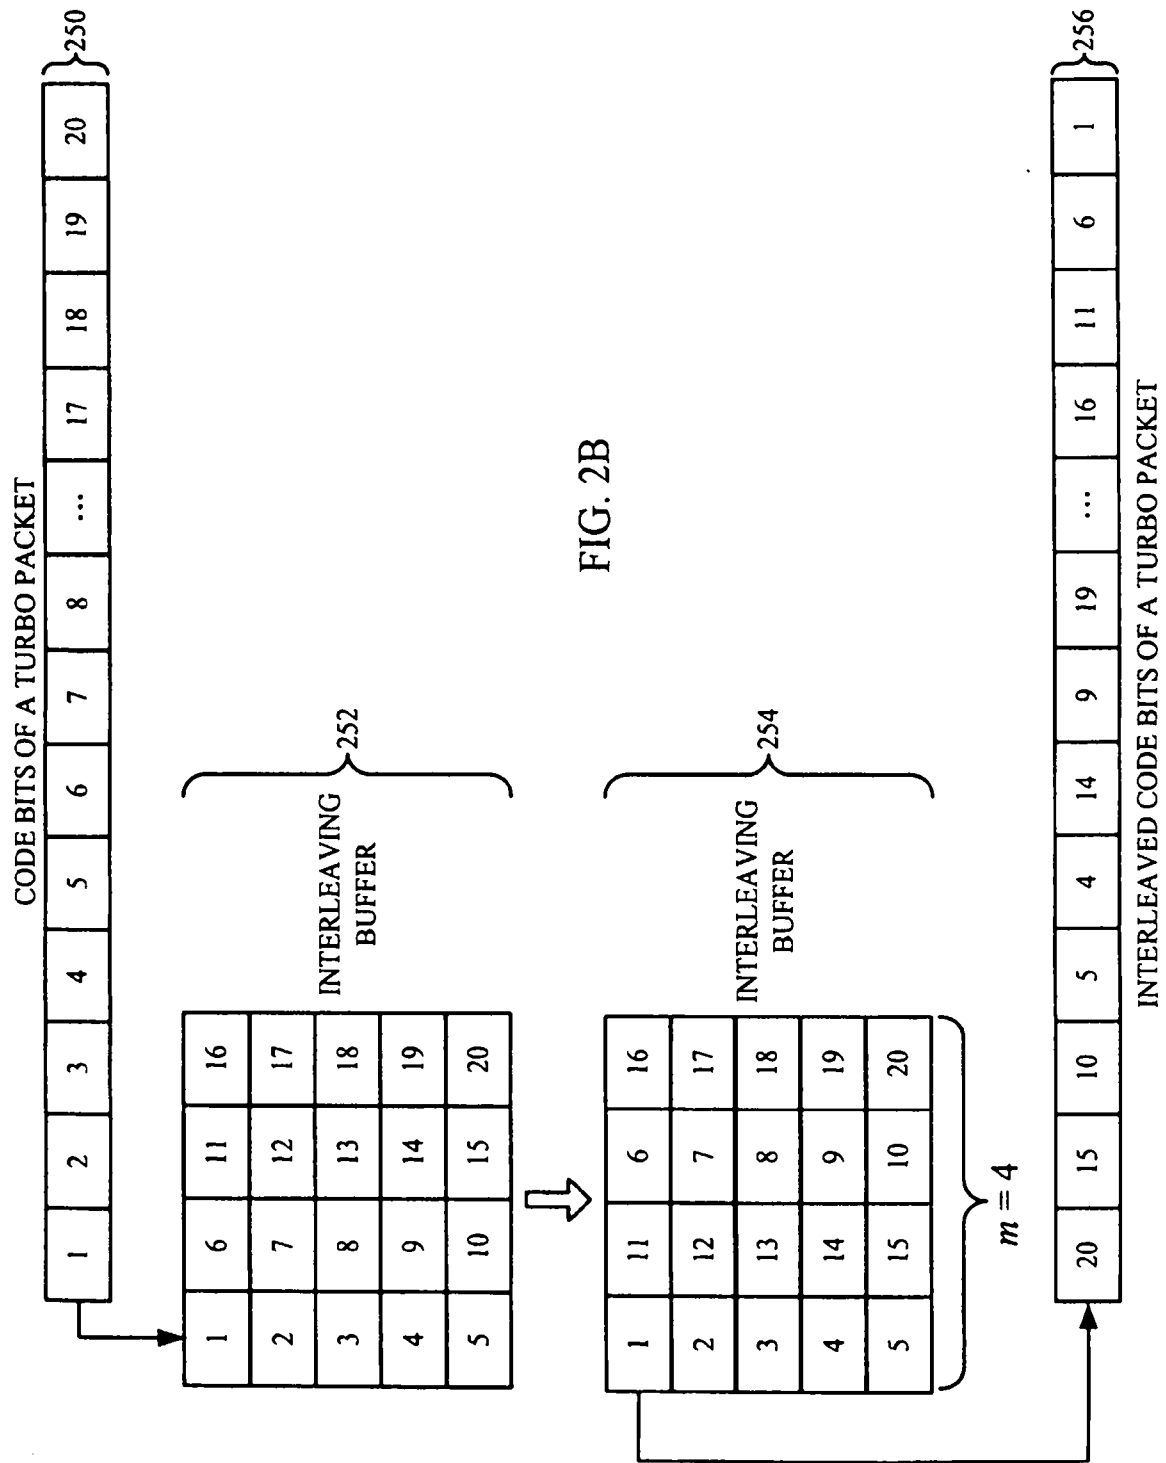 CODE BITS OF A TURBO PACKET
1 2 3 4 5 6 7 8 ... 17 18 19 20
250
1 6 11 16
2 7 12 17
3 8 13 18
4 9 14 19
5 10 15 20
INTERLEAVING
BUFFER
252
1 11 6 16
2 12 7 17
3 13 8 18
4 14 9 19
5 15 10 20
m = 4
INTERLEAVING
BUFFER
254
FIG. 2B
20 15 10 5 4 14 9 19 ... 16 11 6 1
256
INTERLEAVED CODE BITS OF A TURBO PACKET